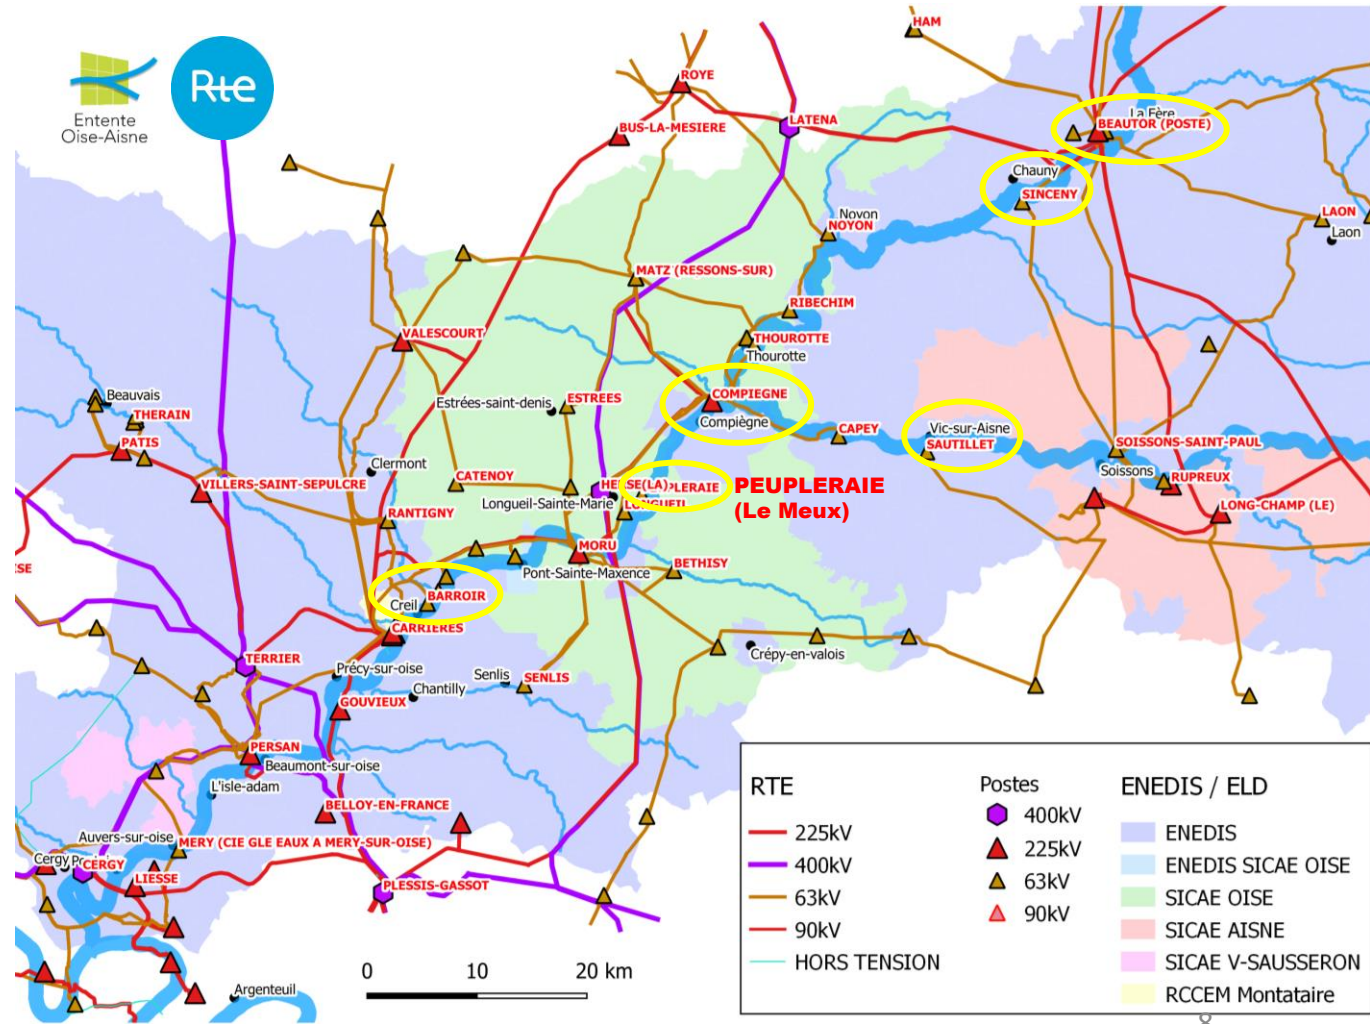 Entente
Oise-Aisne
Rte
HAM
ROYE
BUS-LA-MESIERE
LATENA
La Fère
BEAUTOR (POSTE)
Chauny
SINCENY
LAON
Laon
Noyon
NOYON
MATZ (RESSONS-SUR)
RIBECHIM
THOUROTTE
Thourotte
VALESCOURT
Beauvais
THERAIN
PATIS
Estrées-saint-denis
ESTREES
COMPIEGNE
Compiègne
CAPEY
Vic-sur-Aisne
SAUTILLET
SOISSONS-SAINT-PAUL
Soissons
RUPREUX
LONG-CHAMP (LE)
Clermont
VILLERS-SAINT-SEPULCRE
CATENOY
HERSE(LA)
PLERAIE
PEUPLERAIE
(Le Meux)
Longueil-Sainte-Marie
LONGUEIL
RANTIGNY
MORU
Pont-Sainte-Maxence
BETHISY
ISE
BARROIR
Creil
CARRIERES
Crépy-en-valois
TERRIER
Précy-sur-oise
Senlis
SENLIS
Chantilly
GOUVIEUX
PERSAN
Beaumont-sur-oise
L'isle-adam
BELLOY-EN-FRANCE
Auvers-sur-oise
MERY (CIE GLE EAUX A MERY-SUR-OISE)
Cergy
CERGY
LIESSE
PLESSIS-GASSOT
Argenteuil
0 10 20 km
RTE
225kV
400kV
63kV
90kV
HORS TENSION
Postes
400kV
225kV
63kV
90kV
ENEDIS / ELD
ENEDIS
ENEDIS SICAE OISE
SICAE OISE
SICAE AISNE
SICAE V-SAUSSERON
RCCEM Montataire